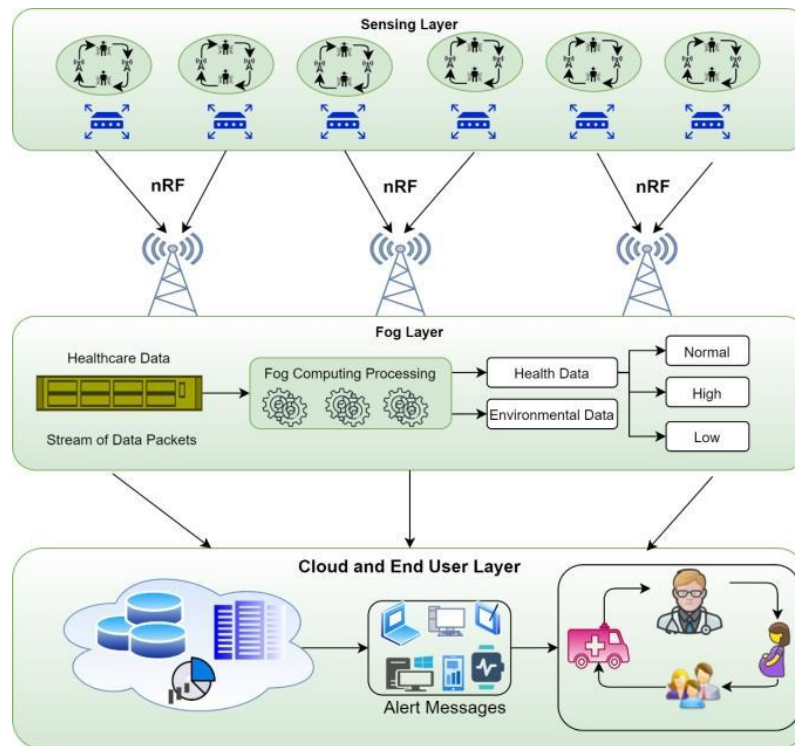 Sensing Layer
nRF
nRF
nRF
Fog Layer
Healthcare Data
Stream of Data Packets
Fog Computing Processing
Health Data
Environmental Data
Normal
High
Low
Cloud and End User Layer
Alert Messages